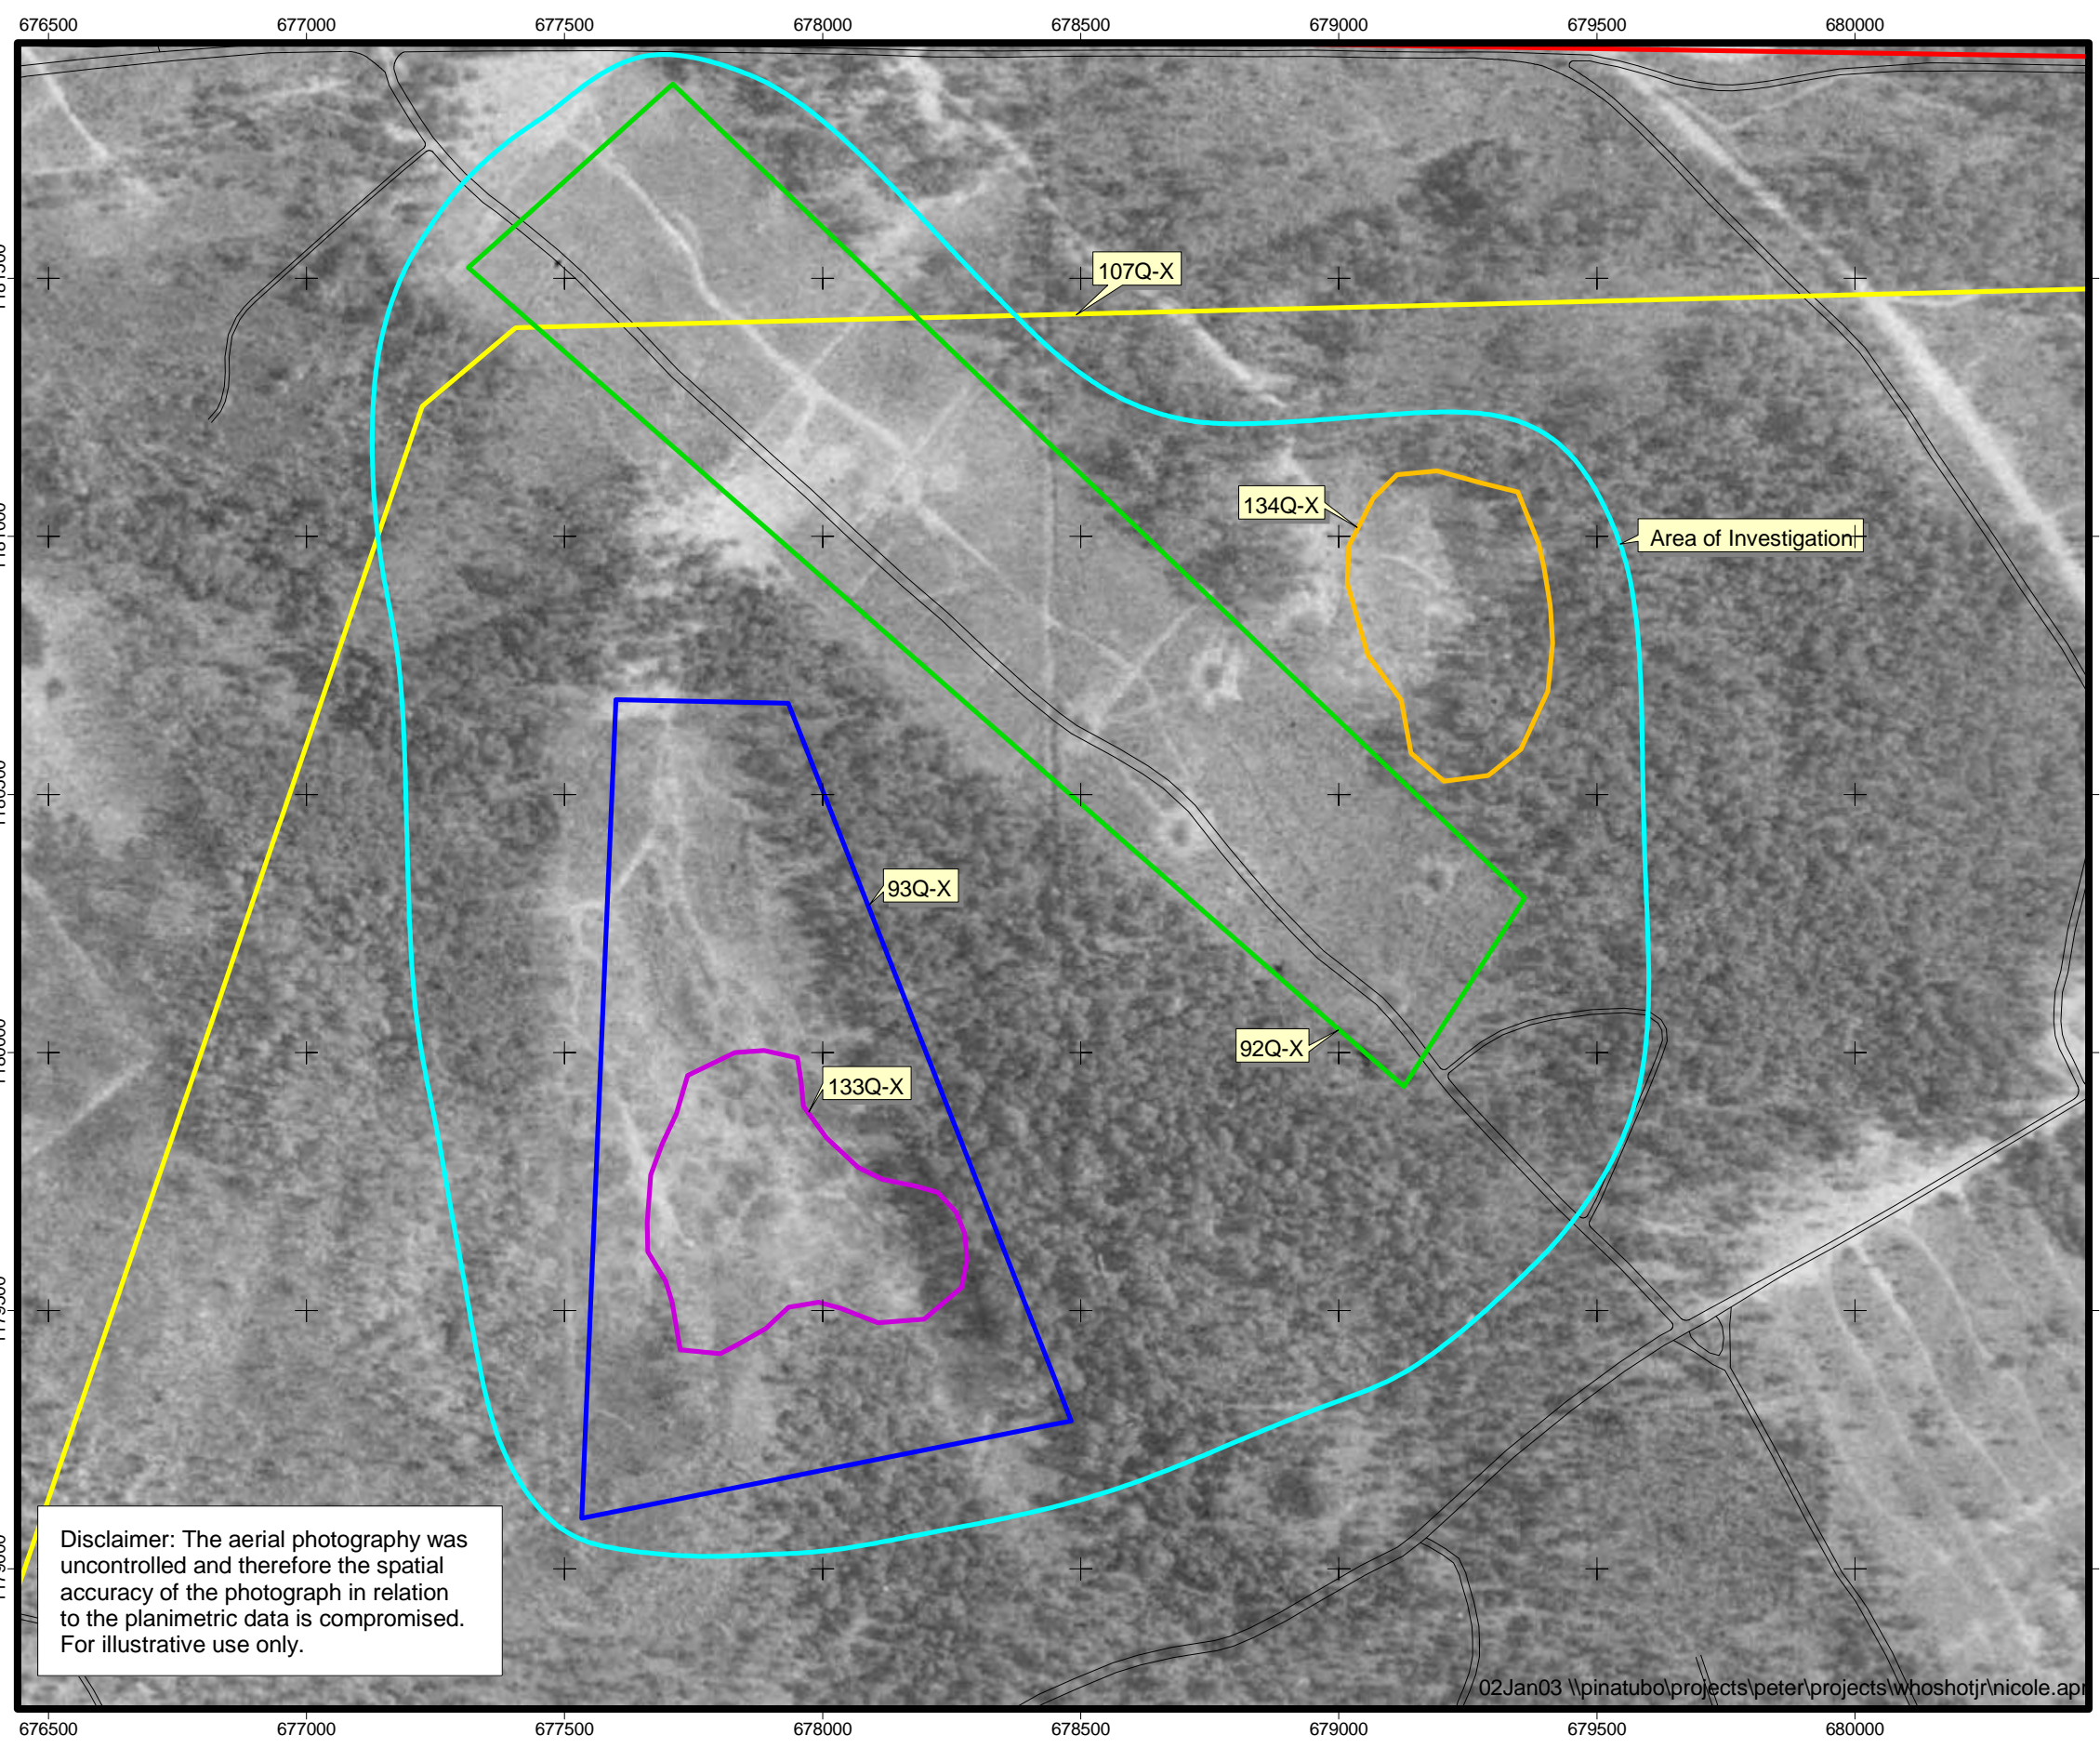 676500 677000 677500 678000 678500 679000 679500 680000
107Q-X
134Q-X
Area of Investigation
93Q-X
92Q-X
133Q-X
Disclaimer: The aerial photography was
uncontrolled and therefore the spatial
accuracy of the photograph in relation
to the planimetric data is compromised.
For illustrative use only.
02Jan03 \\pinatubo\projects\peter\projects\whoshotjr\nicole.apr
676500 677000 677500 678000 678500 679000 679500 680000